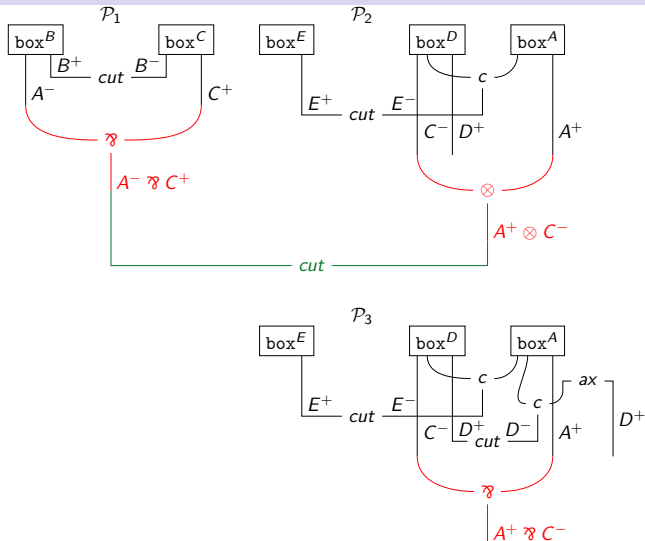 𝒫₁ 𝒫₂
box^B box^C box^E box^D box^A
B⁺ cut B⁻ c
A⁻ C⁺ E⁺ cut E⁻
C⁻ D⁺ A⁺
⅋ ⊗
A⁻ ⅋ C⁺
A⁺ ⊗ C⁻
cut
𝒫₃
box^E box^D box^A
c ax
E⁺ cut E⁻ c
C⁻ D⁺ cut D⁻ A⁺ D⁺
⅋
A⁺ ⅋ C⁻